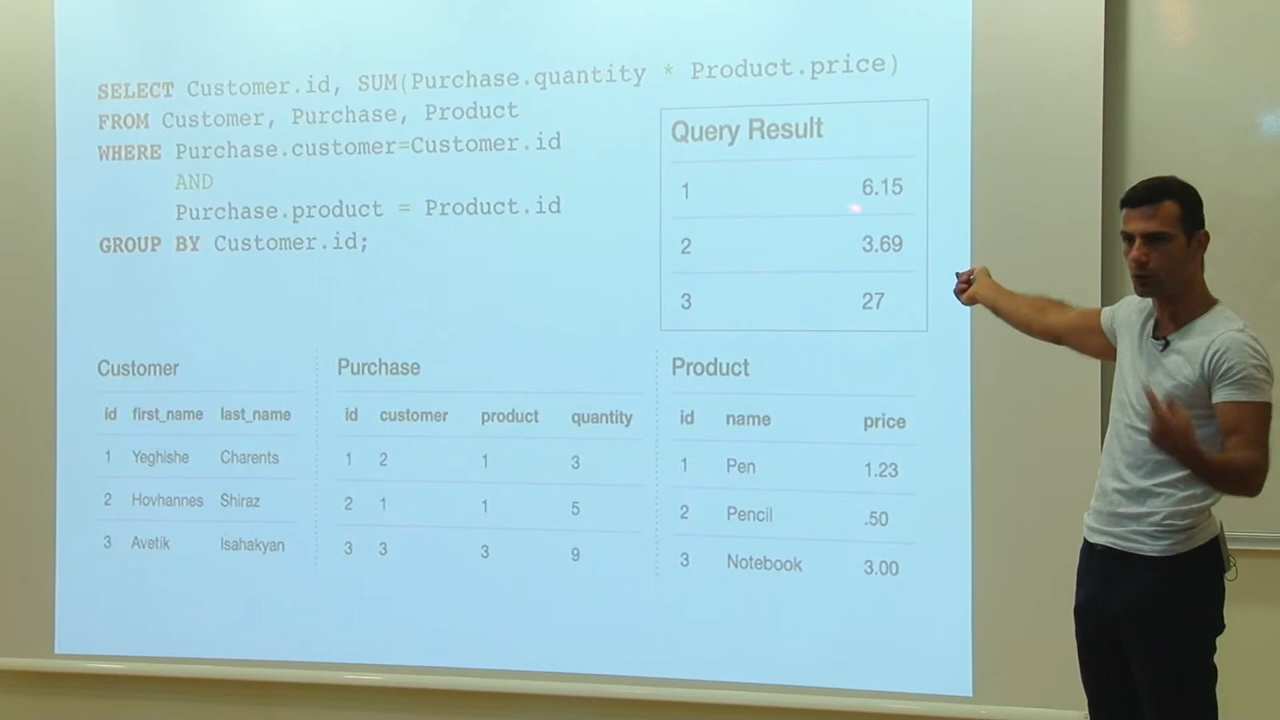 SELECT Customer.id, SUM(Purchase.quantity * Product.price)
FROM Customer, Purchase, Product
WHERE Purchase.customer=Customer.id
AND
Purchase.product = Product.id
GROUP BY Customer.id;
Query Result
1 6.15
2 3.69
3 27
Customer
id first_name last_name
1 Yeghishe Charents
2 Hovhannes Shiraz
3 Avetik Isahakyan
Purchase
id customer product quantity
1 2 1 3
2 1 1 5
3 3 3 9
Product
id name price
1 Pen 1.23
2 Pencil .50
3 Notebook 3.00